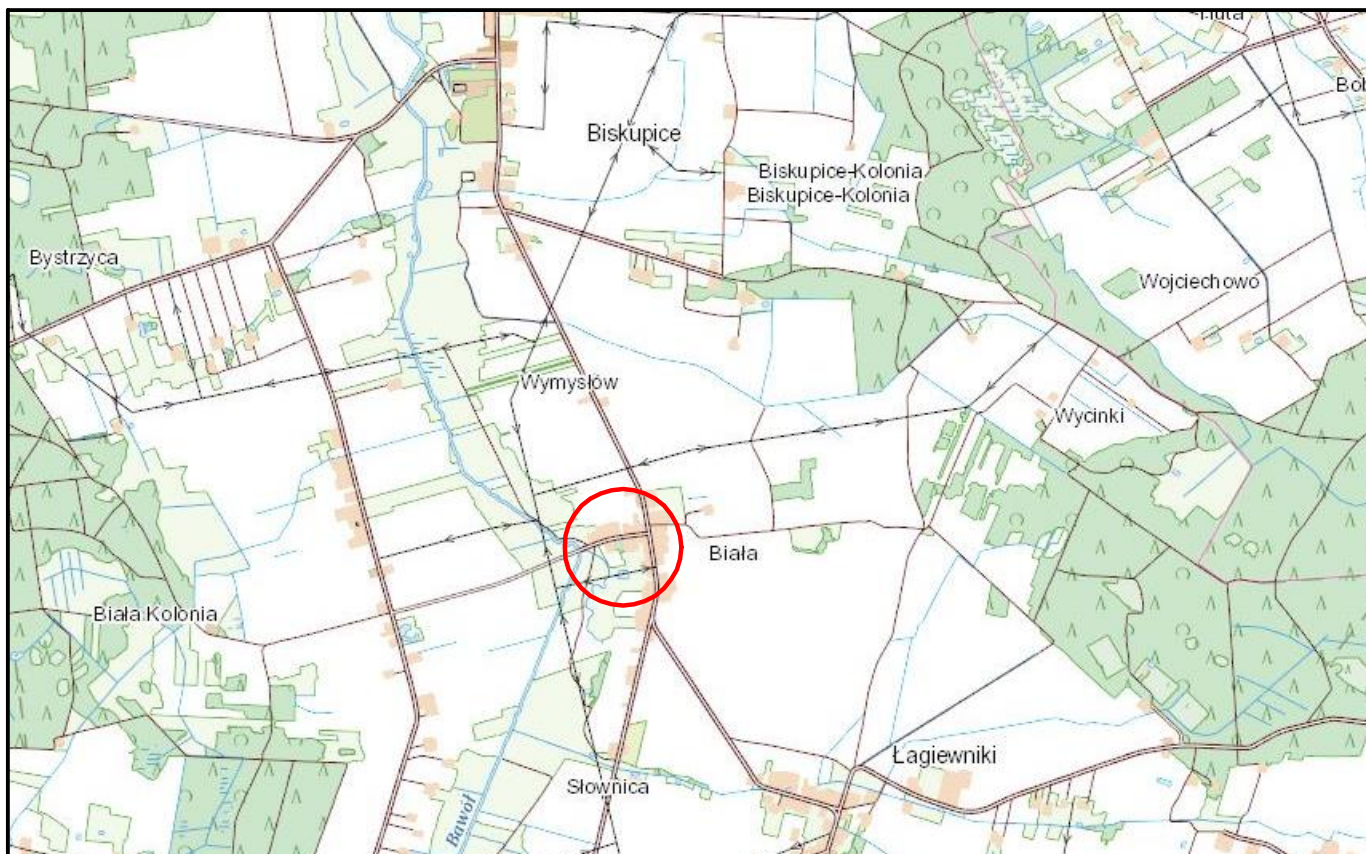 Biskupice
Biskupice-Kolonia
Biskupice-Kolonia
Bystrzyca
Wojciechowo
Wymysłów
Wycinki
Biała
Biała Kolonia
Łagiewniki
Słownica
Bawół